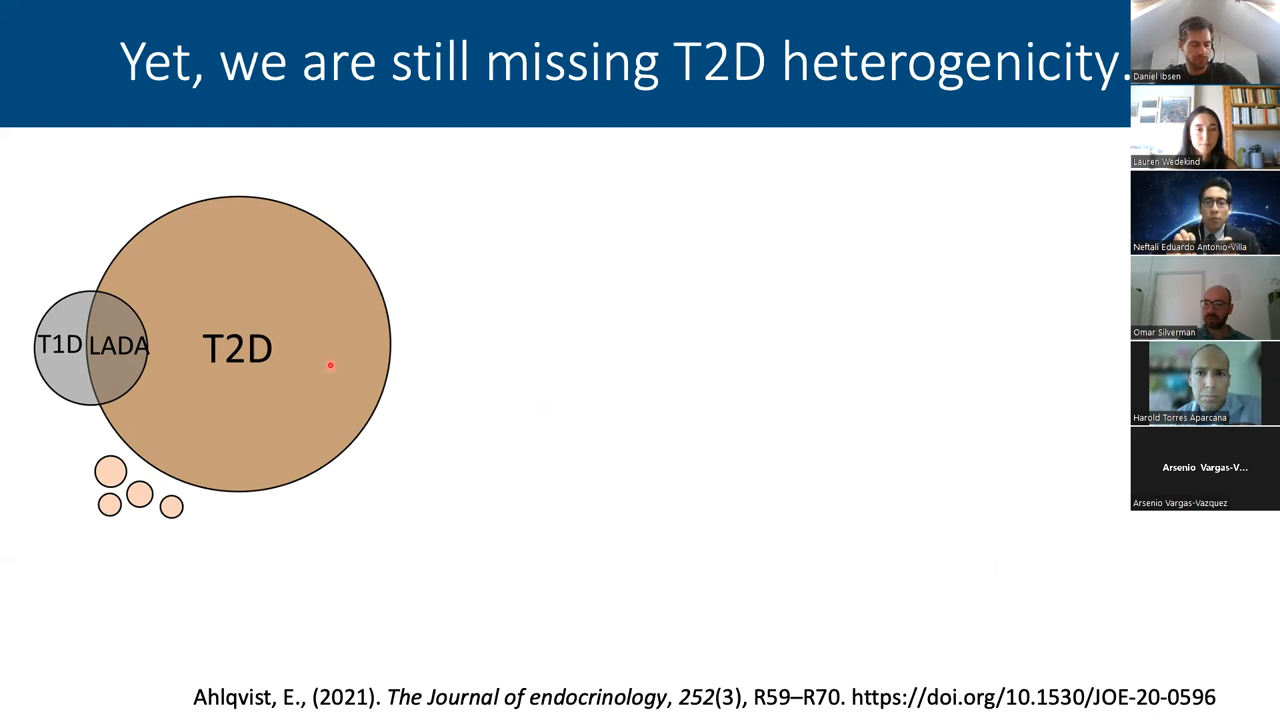 Yet, we are still missing T2D heterogenicity.
Daniel Ibsen
Lauren Wedekind
Neftali Eduardo Antonio-Villa
Omar Silverman
Harold Torres Aparcana
Arsenio Vargas-V...
Arsenio Vargas-Vazquez
T1D
LADA
T2D
Ahlqvist, E., (2021). The Journal of endocrinology, 252(3), R59–R70. https://doi.org/10.1530/JOE-20-0596